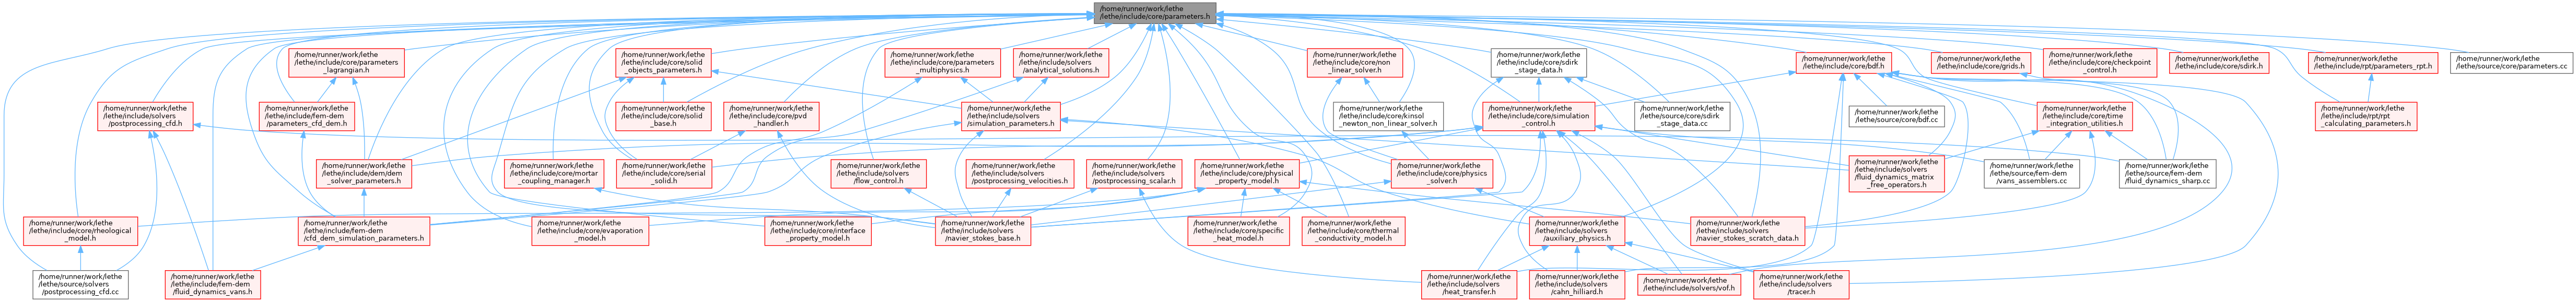 /home/runner/work/lethe
/lethe/include/core/parameters.h
/home/runner/work/lethe
/lethe/include/core/parameters
_lagrangian.h
/home/runner/work/lethe
/lethe/include/core/solid
_objects_parameters.h
/home/runner/work/lethe
/lethe/include/core/parameters
_multiphysics.h
/home/runner/work/lethe
/lethe/include/solvers
/analytical_solutions.h
/home/runner/work/lethe
/lethe/include/core/non
_linear_solver.h
/home/runner/work/lethe
/lethe/include/core/sdirk
_stage_data.h
/home/runner/work/lethe
/lethe/include/core/bdf.h
/home/runner/work/lethe
/lethe/include/core/grids.h
/home/runner/work/lethe
/lethe/include/core/checkpoint
_control.h
/home/runner/work/lethe
/lethe/include/core/sdirk.h
/home/runner/work/lethe
/lethe/include/rpt/parameters_rpt.h
/home/runner/work/lethe
/lethe/source/core/parameters.cc
/home/runner/work/lethe
/lethe/include/solvers
/postprocessing_cfd.h
/home/runner/work/lethe
/lethe/include/fem-dem
/parameters_cfd_dem.h
/home/runner/work/lethe
/lethe/include/core/solid
_base.h
/home/runner/work/lethe
/lethe/include/core/pvd
_handler.h
/home/runner/work/lethe
/lethe/include/solvers
/simulation_parameters.h
/home/runner/work/lethe
/lethe/include/core/kinsol
_newton_non_linear_solver.h
/home/runner/work/lethe
/lethe/include/core/simulation
_control.h
/home/runner/work/lethe
/lethe/source/core/sdirk
_stage_data.cc
/home/runner/work/lethe
/lethe/source/core/bdf.cc
/home/runner/work/lethe
/lethe/include/core/time
_integration_utilities.h
/home/runner/work/lethe
/lethe/include/rpt/rpt
_calculating_parameters.h
/home/runner/work/lethe
/lethe/include/dem/dem
_solver_parameters.h
/home/runner/work/lethe
/lethe/include/core/mortar
_coupling_manager.h
/home/runner/work/lethe
/lethe/include/core/serial
_solid.h
/home/runner/work/lethe
/lethe/include/solvers
/flow_control.h
/home/runner/work/lethe
/lethe/include/solvers
/postprocessing_velocities.h
/home/runner/work/lethe
/lethe/include/solvers
/postprocessing_scalar.h
/home/runner/work/lethe
/lethe/include/core/physical
_property_model.h
/home/runner/work/lethe
/lethe/include/core/physics
_solver.h
/home/runner/work/lethe
/lethe/include/solvers
/fluid_dynamics_matrix
_free_operators.h
/home/runner/work/lethe
/lethe/source/fem-dem
/vans_assemblers.cc
/home/runner/work/lethe
/lethe/source/fem-dem
/fluid_dynamics_sharp.cc
/home/runner/work/lethe
/lethe/include/core/rheological
_model.h
/home/runner/work/lethe
/lethe/include/fem-dem
/cfd_dem_simulation_parameters.h
/home/runner/work/lethe
/lethe/include/core/evaporation
_model.h
/home/runner/work/lethe
/lethe/include/core/interface
_property_model.h
/home/runner/work/lethe
/lethe/include/solvers
/navier_stokes_base.h
/home/runner/work/lethe
/lethe/include/core/specific
_heat_model.h
/home/runner/work/lethe
/lethe/include/core/thermal
_conductivity_model.h
/home/runner/work/lethe
/lethe/include/solvers
/auxiliary_physics.h
/home/runner/work/lethe
/lethe/include/solvers
/navier_stokes_scratch_data.h
/home/runner/work/lethe
/lethe/source/solvers
/postprocessing_cfd.cc
/home/runner/work/lethe
/lethe/include/fem-dem
/fluid_dynamics_vans.h
/home/runner/work/lethe
/lethe/include/solvers
/heat_transfer.h
/home/runner/work/lethe
/lethe/include/solvers
/cahn_hilliard.h
/home/runner/work/lethe
/lethe/include/solvers/vof.h
/home/runner/work/lethe
/lethe/include/solvers
/tracer.h